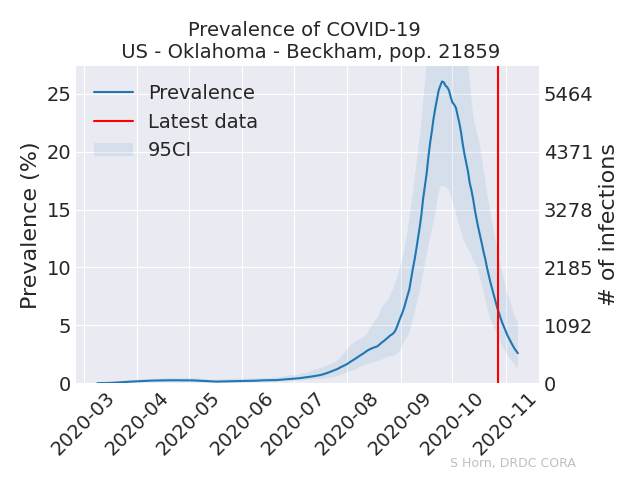 Prevalence of COVID-19
US - Oklahoma - Beckham, pop. 21859
Prevalence
Latest data
95CI
Prevalence (%)
25
20
15
10
5
0
5464
4371
3278
2185
1092
0
# of infections
2020-03
2020-04
2020-05
2020-06
2020-07
2020-08
2020-09
2020-10
2020-11
S Horn, DRDC CORA